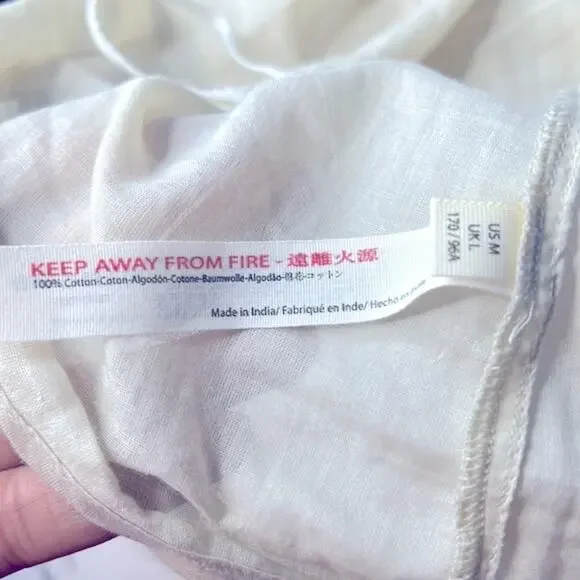 KEEP AWAY FROM FIRE - 遠離火源
100% Cotton-Coton-Algodón-Cotone-Baumwolle-Algodão-棉花-コットン
Made in India/ Fabriqué en Inde/ Hecho en
US M
UK L
170 / 96A